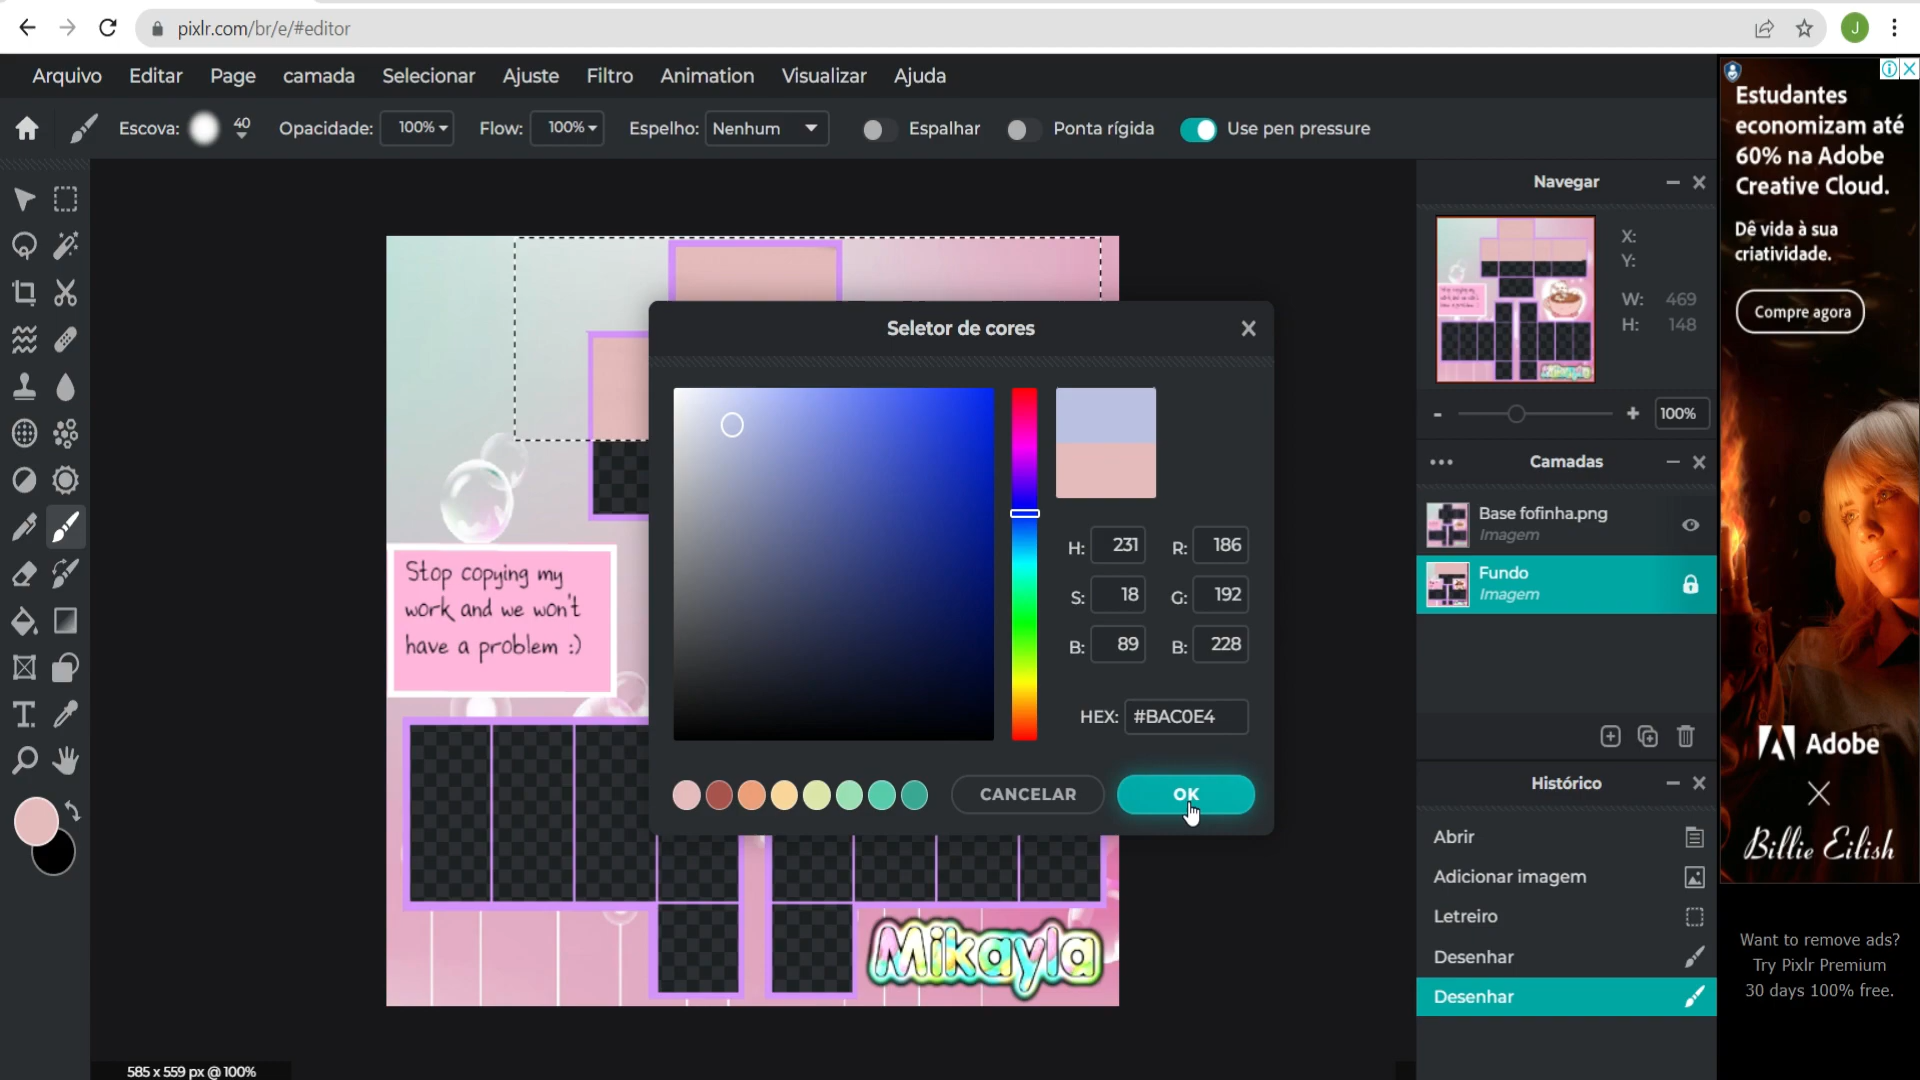 pixlr.com/br/e/#editor
J
Arquivo Editar Page camada Selecionar Ajuste Filtro Animation Visualizar Ajuda
Escova: 40 Opacidade: 100% Flow: 100% Espelho: Nenhum Espalhar Ponta rígida Use pen pressure
Navegar
X:
Y:
W: 469
H: 148
100%
Camadas
Base fofinha.png
Imagem
Fundo
Imagem
Histórico
Abrir
Adicionar imagem
Letreiro
Desenhar
Desenhar
Seletor de cores
H: 231 R: 186
S: 18 G: 192
B: 89 B: 228
HEX: #BAC0E4
CANCELAR OK
Stop copying my
work and we won't
have a problem :)
Mikayla
585 x 559 px @ 100%
Estudantes
economizam até
60% na Adobe
Creative Cloud.
Dê vida à sua
criatividade.
Compre agora
Adobe
Billie Eilish
Want to remove ads?
Try Pixlr Premium
30 days 100% free.